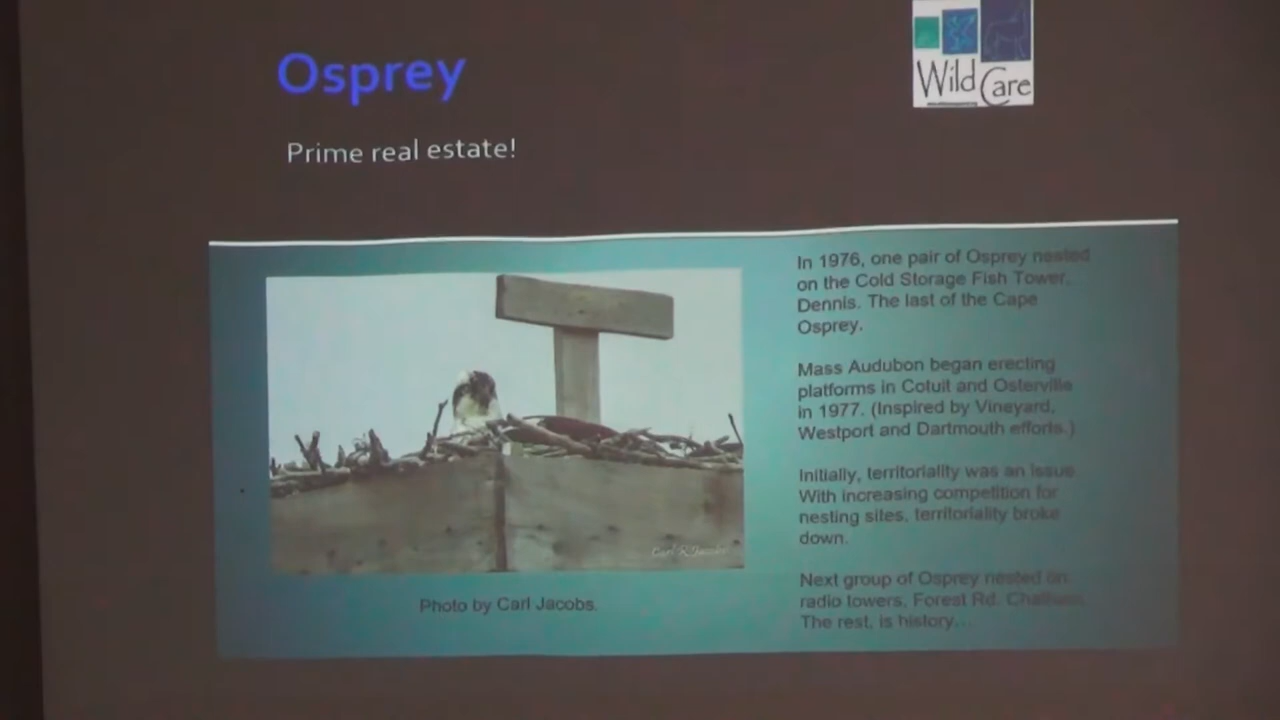 Osprey
Wild Care
Prime real estate!
In 1976, one pair of Osprey nested
on the Cold Storage Fish Tower,
Dennis. The last of the Cape
Osprey.
Mass Audubon began erecting
platforms in Cotuit and Osterville
in 1977. (Inspired by Vineyard,
Westport and Dartmouth efforts.)
Initially, territoriality was an issue
With increasing competition for
nesting sites, territoriality broke
down.
Next group of Osprey nested on
radio towers, Forest Rd. Chatham.
The rest, is history...
Carl R Jacobs
Photo by Carl Jacobs.